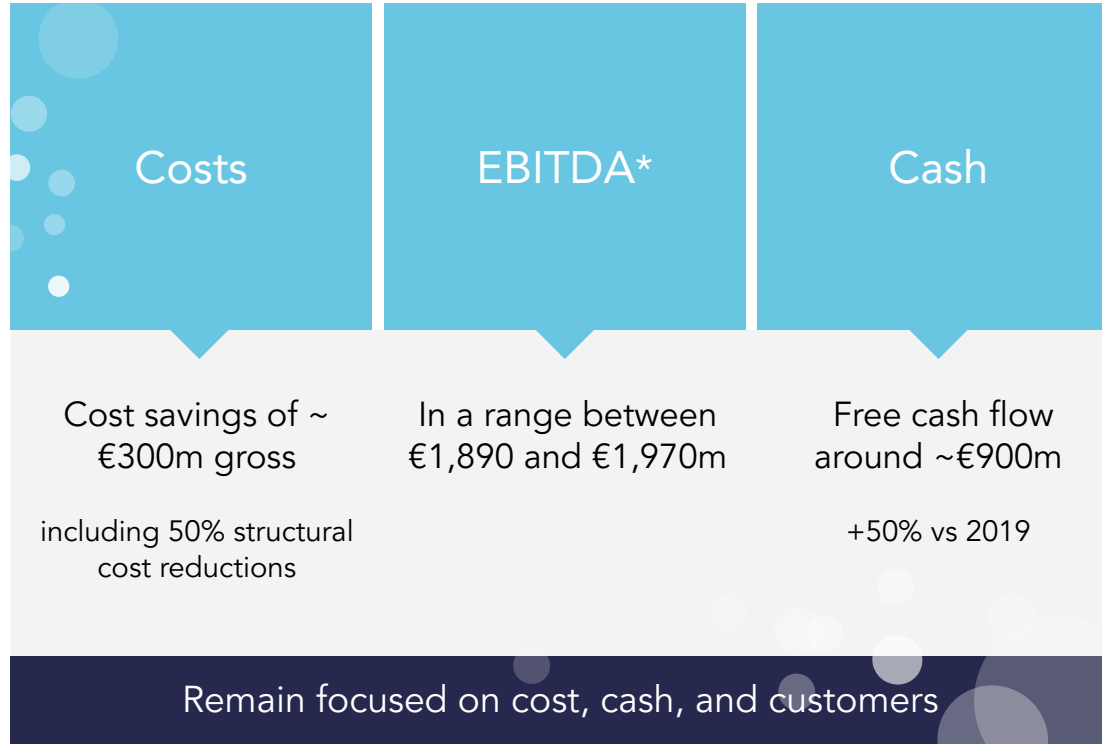 Costs
EBITDA*
Cash
Cost savings of ~
€300m gross
including 50% structural
cost reductions
In a range between
€1,890 and €1,970m
Free cash flow
around ~€900m
+50% vs 2019
Remain focused on cost, cash, and customers